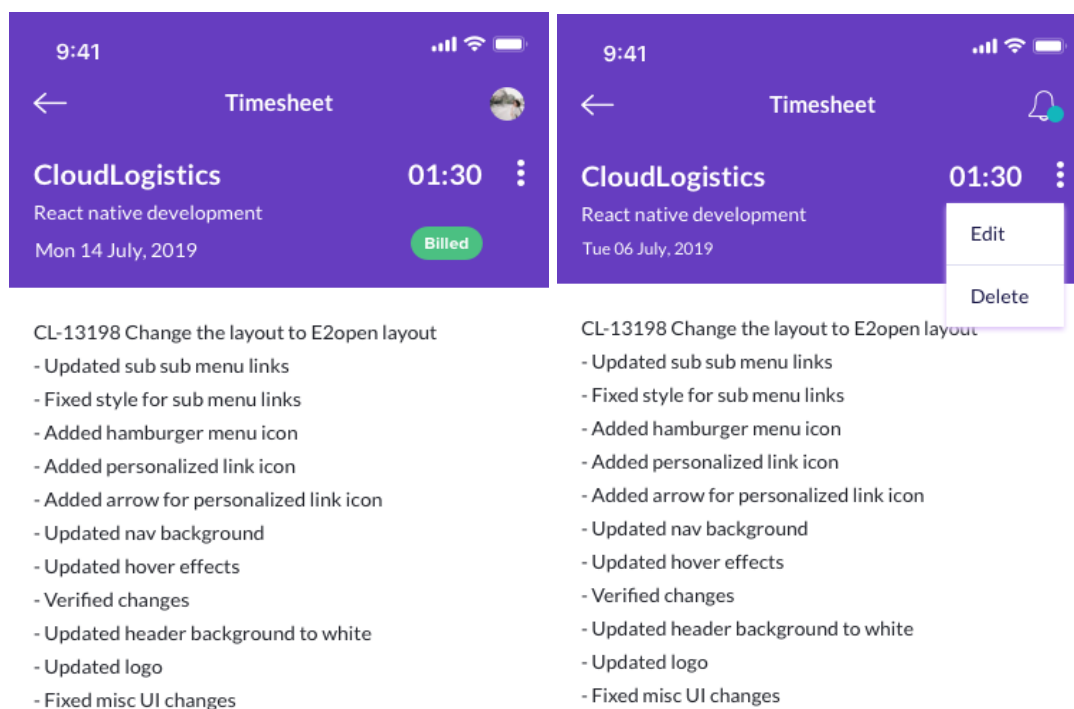 9:41
Timesheet
CloudLogistics
01:30
React native development
Mon 14 July, 2019
Billed
CL-13198 Change the layout to E2open layout
- Updated sub sub menu links
- Fixed style for sub menu links
- Added hamburger menu icon
- Added personalized link icon
- Added arrow for personalized link icon
- Updated nav background
- Updated hover effects
- Verified changes
- Updated header background to white
- Updated logo
- Fixed misc UI changes
9:41
Timesheet
CloudLogistics
01:30
React native development
Tue 06 July, 2019
Edit
Delete
CL-13198 Change the layout to E2open layout
- Updated sub sub menu links
- Fixed style for sub menu links
- Added hamburger menu icon
- Added personalized link icon
- Added arrow for personalized link icon
- Updated nav background
- Updated hover effects
- Verified changes
- Updated header background to white
- Updated logo
- Fixed misc UI changes